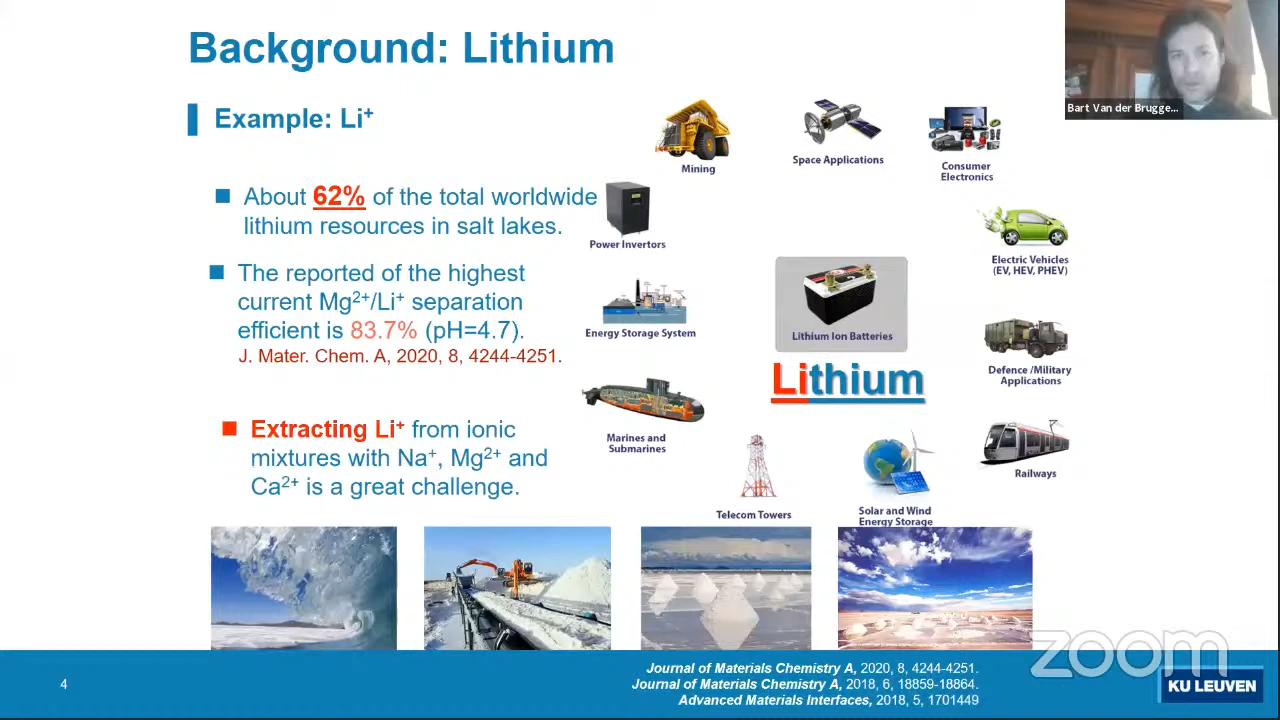 Background: Lithium
Bart Van der Brugge...
Example: Li⁺
About 62% of the total worldwide
lithium resources in salt lakes.
The reported of the highest
current Mg²⁺/Li⁺ separation
efficient is 83.7% (pH=4.7).
J. Mater. Chem. A, 2020, 8, 4244-4251.
Extracting Li⁺ from ionic
mixtures with Na⁺, Mg²⁺ and
Ca²⁺ is a great challenge.
Mining
Space Applications
Consumer
Electronics
Power Invertors
Electric Vehicles
(EV, HEV, PHEV)
Energy Storage System
Lithium Ion Batteries
Lithium
Defence /Military
Applications
Marines and
Submarines
Railways
Telecom Towers
Solar and Wind
Energy Storage
zoom
Journal of Materials Chemistry A, 2020, 8, 4244-4251.
Journal of Materials Chemistry A, 2018, 6, 18859-18864.
Advanced Materials Interfaces, 2018, 5, 1701449
4
KU LEUVEN